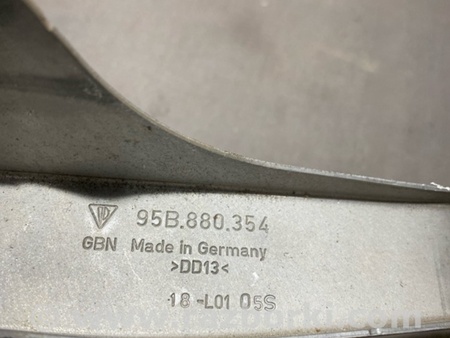 95B.880.354
GBN Made in Germany
>DD13<
18-L01 05S